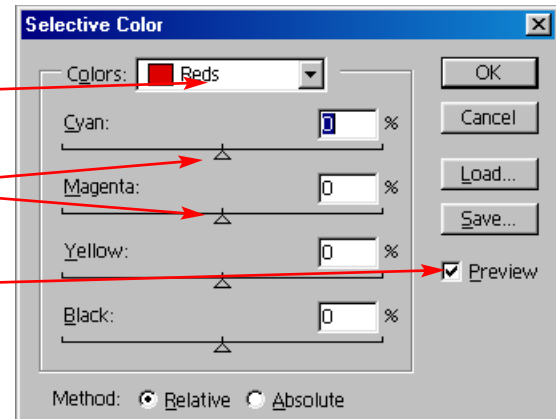 Selective Color
Colors: Reds
OK
Cyan: 0 %
Cancel
Magenta: 0 %
Load...
Save...
Yellow: 0 %
Preview
Black: 0 %
Method: Relative Absolute